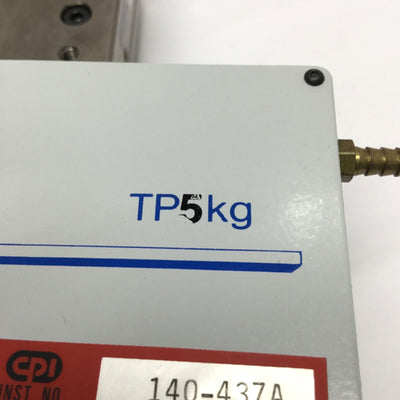 TP5kg
CPI
INST NO
140-437A